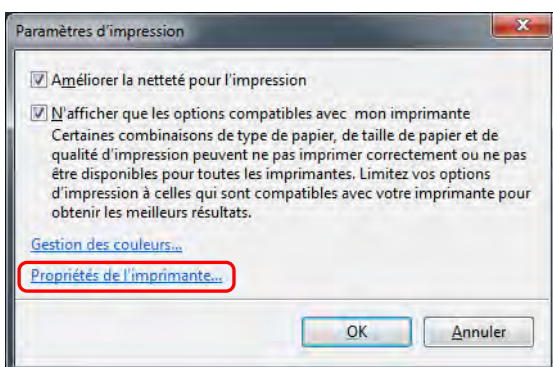 Paramètres d'impression
Améliorer la netteté pour l'impression
N'afficher que les options compatibles avec mon imprimante
Certaines combinaisons de type de papier, de taille de papier et de
qualité d'impression peuvent ne pas imprimer correctement ou ne pas
être disponibles pour toutes les imprimantes. Limitez vos options
d'impression à celles qui sont compatibles avec votre imprimante pour
obtenir les meilleurs résultats.
Gestion des couleurs...
Propriétés de l'imprimante...
OK
Annuler